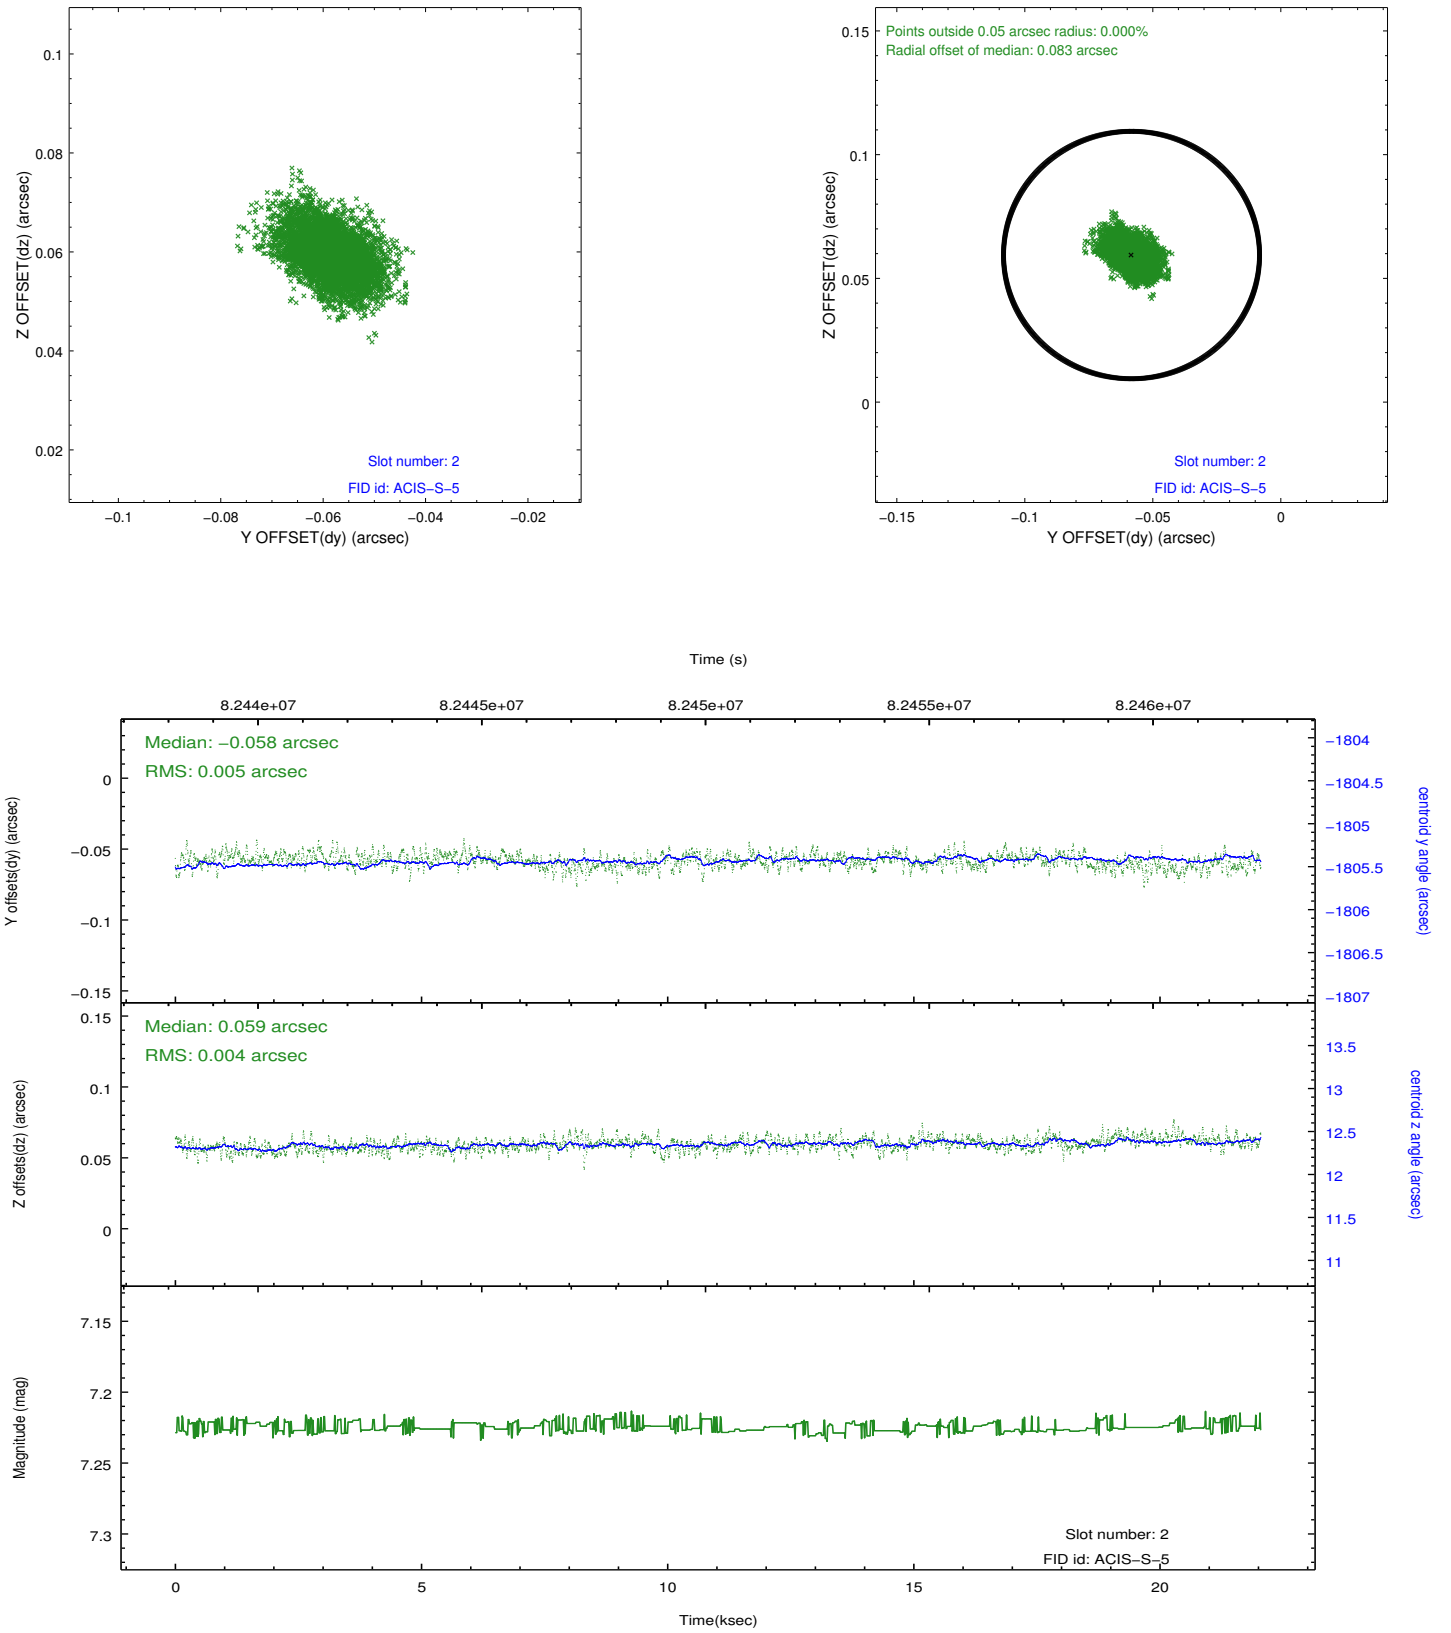 0.1
0.08
0.06
0.04
0.02
Z OFFSET(dz) (arcsec)
Slot number: 2
FID id: ACIS−S−5
−0.1
−0.08
−0.06
−0.04
−0.02
Y OFFSET(dy) (arcsec)
Points outside 0.05 arcsec radius: 0.000%
Radial offset of median: 0.083 arcsec
0.15
0.1
0.05
0
Z OFFSET(dz) (arcsec)
Slot number: 2
FID id: ACIS−S−5
−0.15
−0.1
−0.05
0
Y OFFSET(dy) (arcsec)
Time (s)
8.244e+07
8.2445e+07
8.245e+07
8.2455e+07
8.246e+07
Median: −0.058 arcsec
RMS: 0.005 arcsec
0
−0.05
−0.1
−0.15
Y offsets(dy) (arcsec)
−1804
−1804.5
−1805
−1805.5
−1806
−1806.5
−1807
centroid y angle (arcsec)
Median: 0.059 arcsec
RMS: 0.004 arcsec
0.15
0.1
0.05
0
Z offsets(dz) (arcsec)
13.5
13
12.5
12
11.5
11
centroid z angle (arcsec)
7.15
7.2
7.25
7.3
Magnitude (mag)
Slot number: 2
FID id: ACIS−S−5
0
5
10
15
20
Time(ksec)